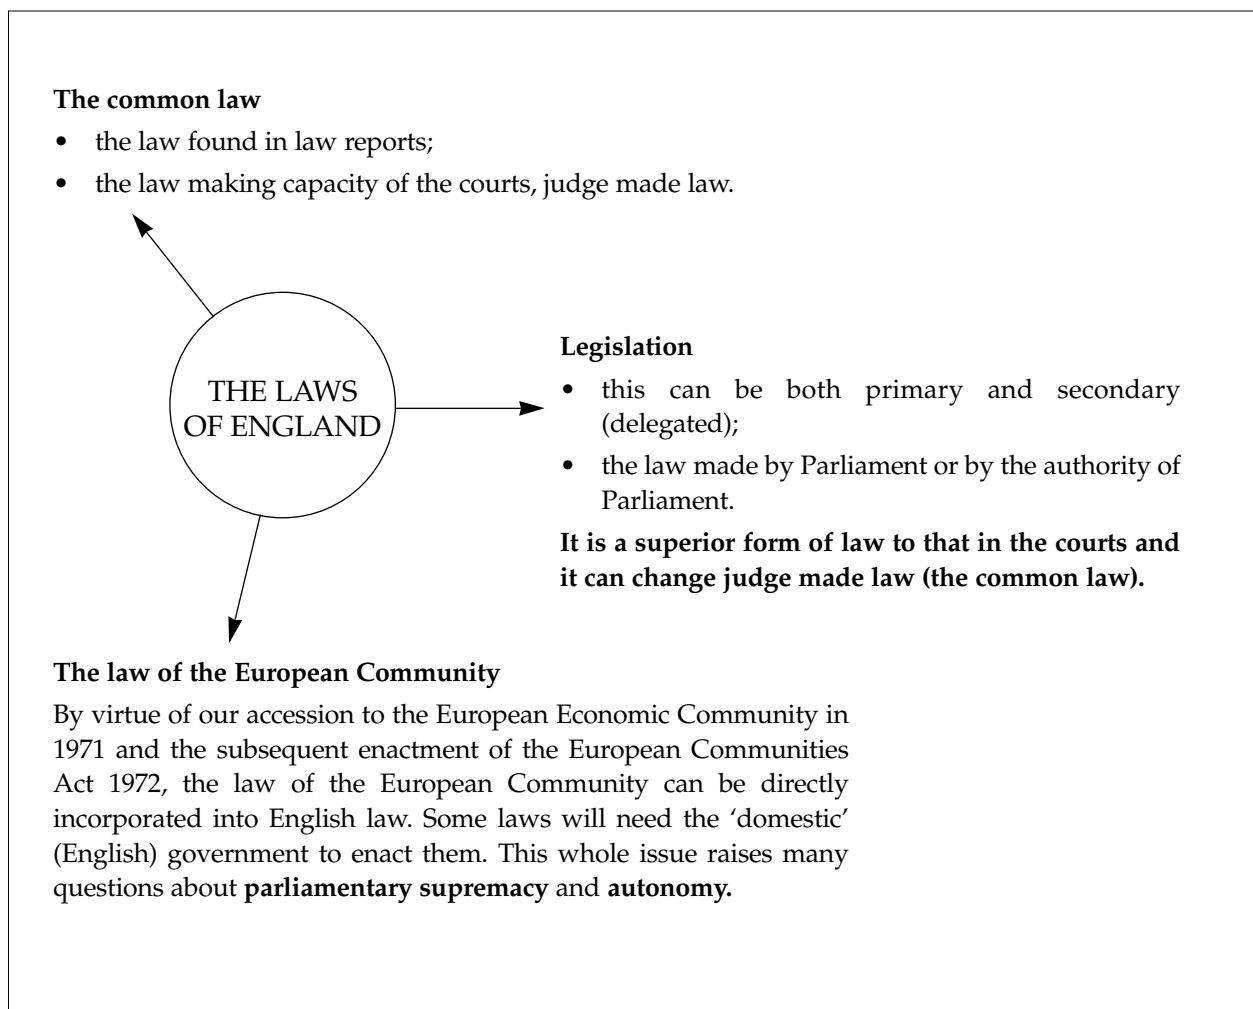 The common law
• the law found in law reports;
• the law making capacity of the courts, judge made law.
THE LAWS
OF ENGLAND
Legislation
• this can be both primary and secondary
(delegated);
• the law made by Parliament or by the authority of
Parliament.
It is a superior form of law to that in the courts and
it can change judge made law (the common law).
The law of the European Community
By virtue of our accession to the European Economic Community in
1971 and the subsequent enactment of the European Communities
Act 1972, the law of the European Community can be directly
incorporated into English law. Some laws will need the ‘domestic’
(English) government to enact them. This whole issue raises many
questions about parliamentary supremacy and autonomy.